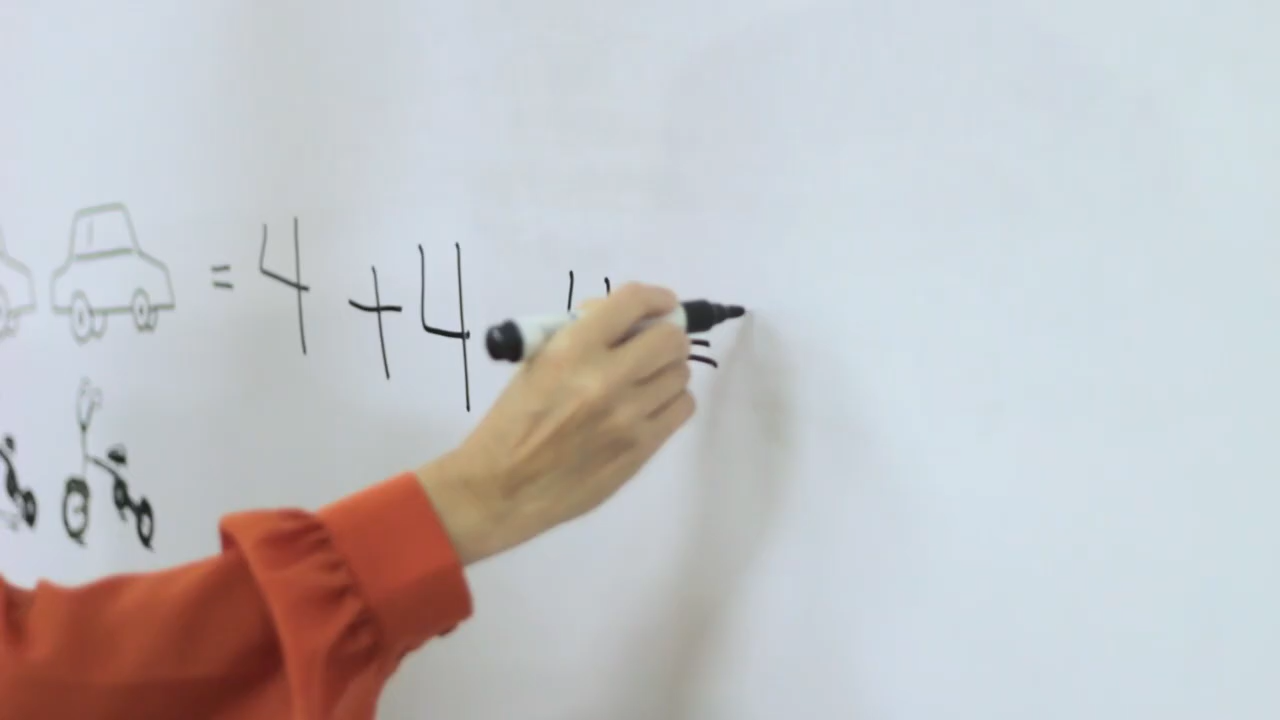 = 4 + 4 =